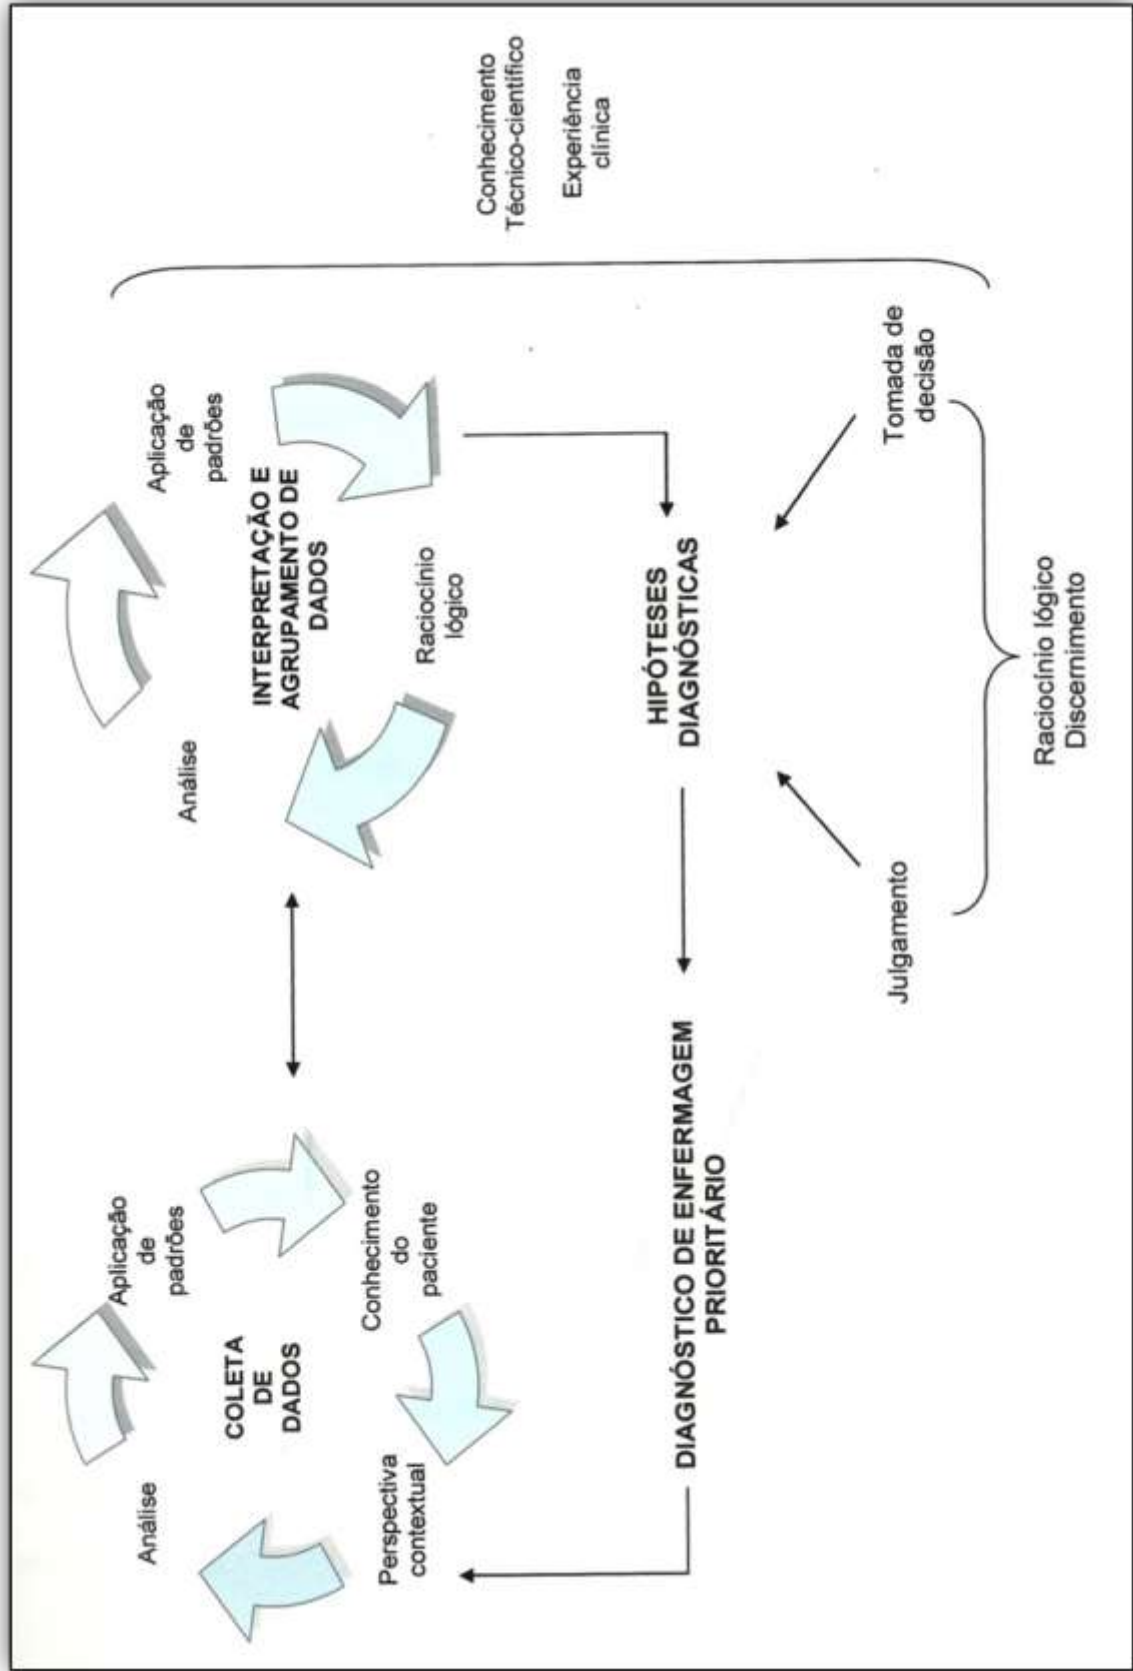 Análise
Aplicação
de
padrões
COLETA
DE
DADOS
Perspectiva
contextual
Conhecimento
do
paciente
Análise
Aplicação
de
padrões
INTERPRETAÇÃO E
AGRUPAMENTO DE
DADOS
Raciocínio
lógico
Conhecimento
Técnico-científico
Experiência
clínica
DIAGNÓSTICO DE ENFERMAGEM
PRIORITÁRIO
HIPÓTESES
DIAGNÓSTICAS
Julgamento
Tomada de
decisão
Raciocínio lógico
Discernimento